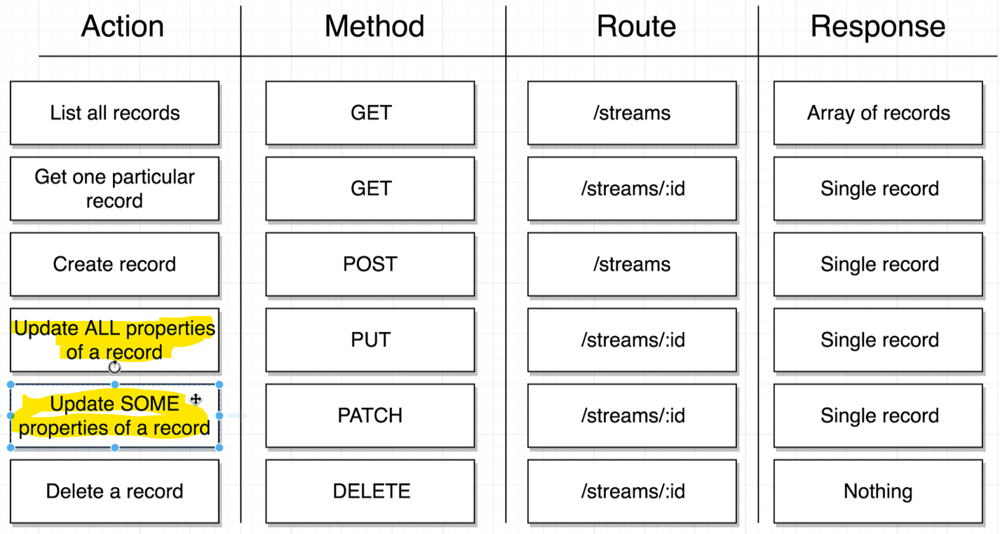 Action Method Route Response
List all records GET /streams Array of records
Get one particular
record GET /streams/:id Single record
Create record POST /streams Single record
Update ALL properties
of a record PUT /streams/:id Single record
Update SOME
properties of a record PATCH /streams/:id Single record
Delete a record DELETE /streams/:id Nothing